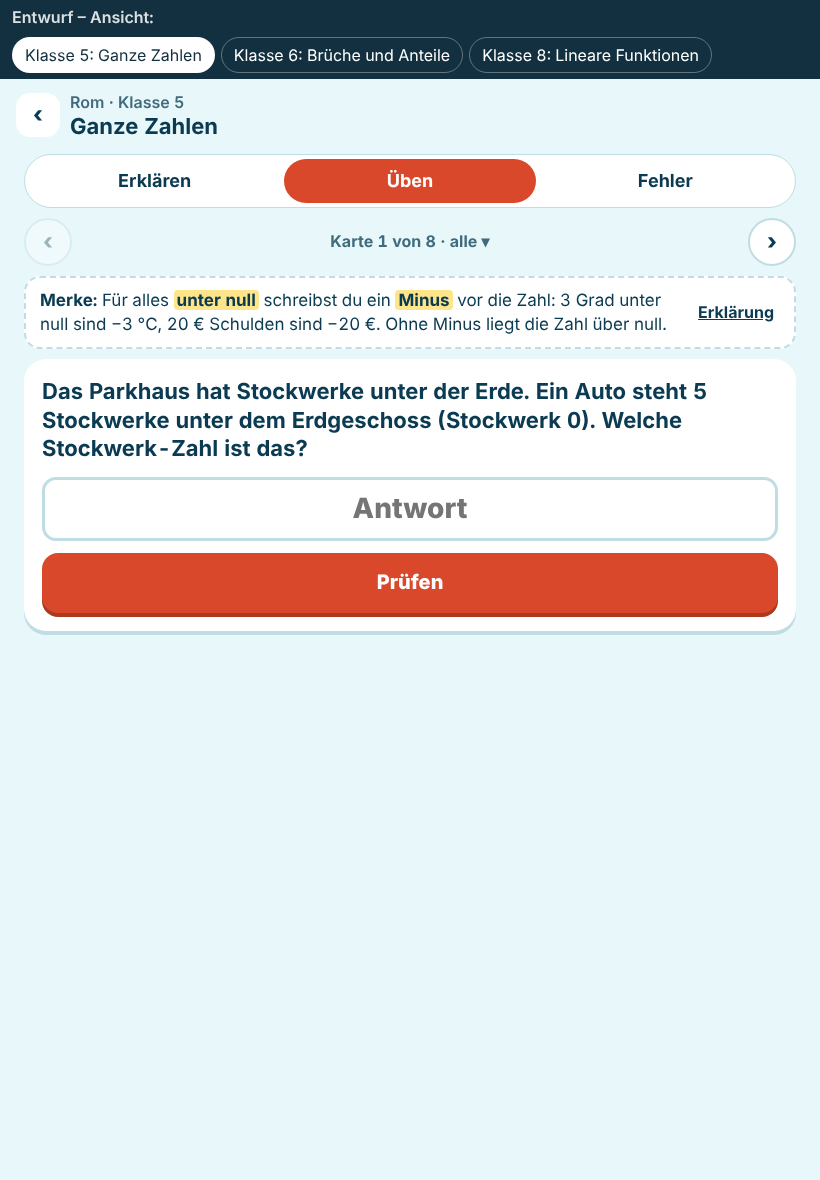 Entwurf – Ansicht:
Klasse 5: Ganze Zahlen
Klasse 6: Brüche und Anteile
Klasse 8: Lineare Funktionen
‹
Rom · Klasse 5
Ganze Zahlen
Erklären
Üben
Fehler
‹
Karte 1 von 8 · alle ▾
›
Merke: Für alles unter null schreibst du ein Minus vor die Zahl: 3 Grad unter
null sind −3 °C, 20 € Schulden sind −20 €. Ohne Minus liegt die Zahl über null.
Erklärung
Das Parkhaus hat Stockwerke unter der Erde. Ein Auto steht 5
Stockwerke unter dem Erdgeschoss (Stockwerk 0). Welche
Stockwerk-Zahl ist das?
Antwort
Prüfen